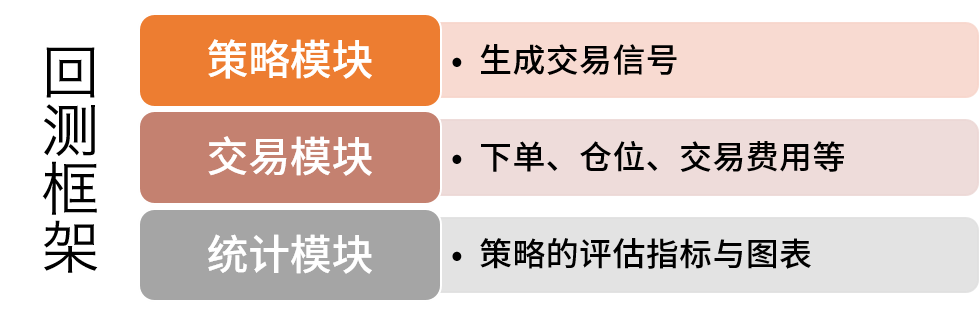 回测框架
策略模块
• 生成交易信号
交易模块
• 下单、仓位、交易费用等
统计模块
• 策略的评估指标与图表